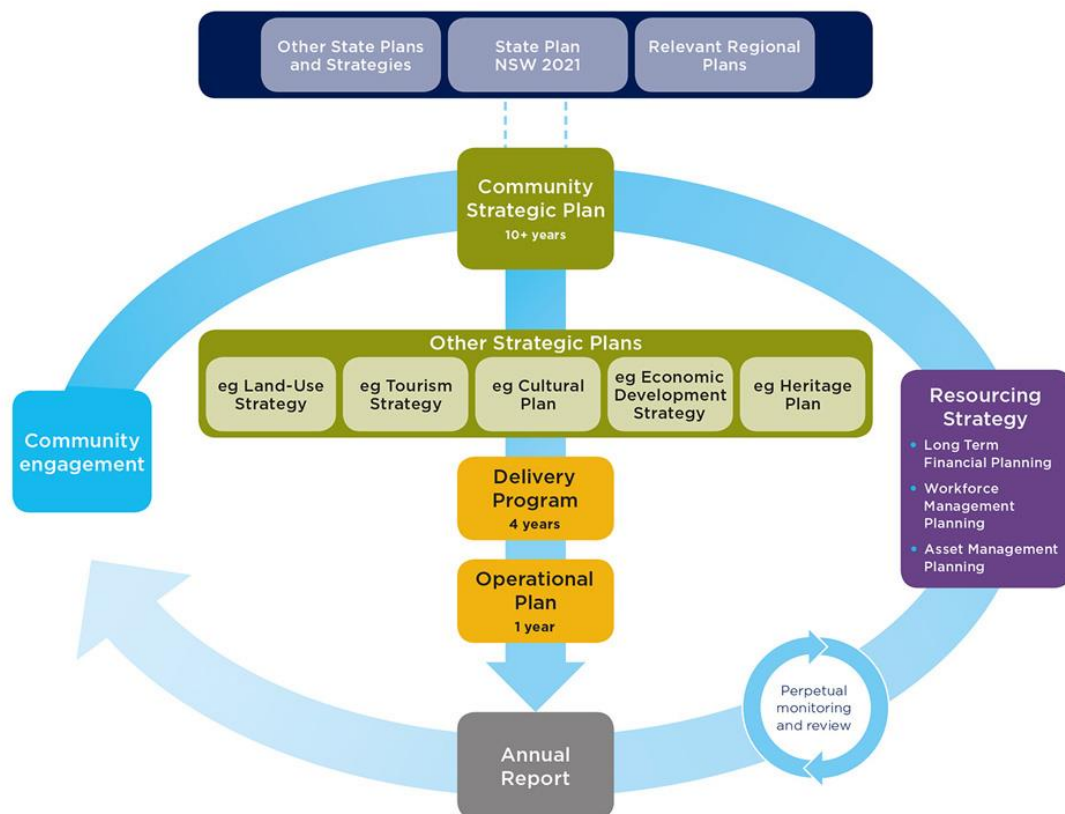 Other State Plans
and Strategies
State Plan
NSW 2021
Relevant Regional
Plans
Community
Strategic Plan
10+ years
Other Strategic Plans
eg Land-Use
Strategy
eg Tourism
Strategy
eg Cultural
Plan
eg Economic
Development
Strategy
eg Heritage
Plan
Community
engagement
Resourcing
Strategy
• Long Term
Financial Planning
• Workforce
Management
Planning
• Asset Management
Planning
Delivery
Program
4 years
Operational
Plan
1 year
Perpetual
monitoring
and review
Annual
Report